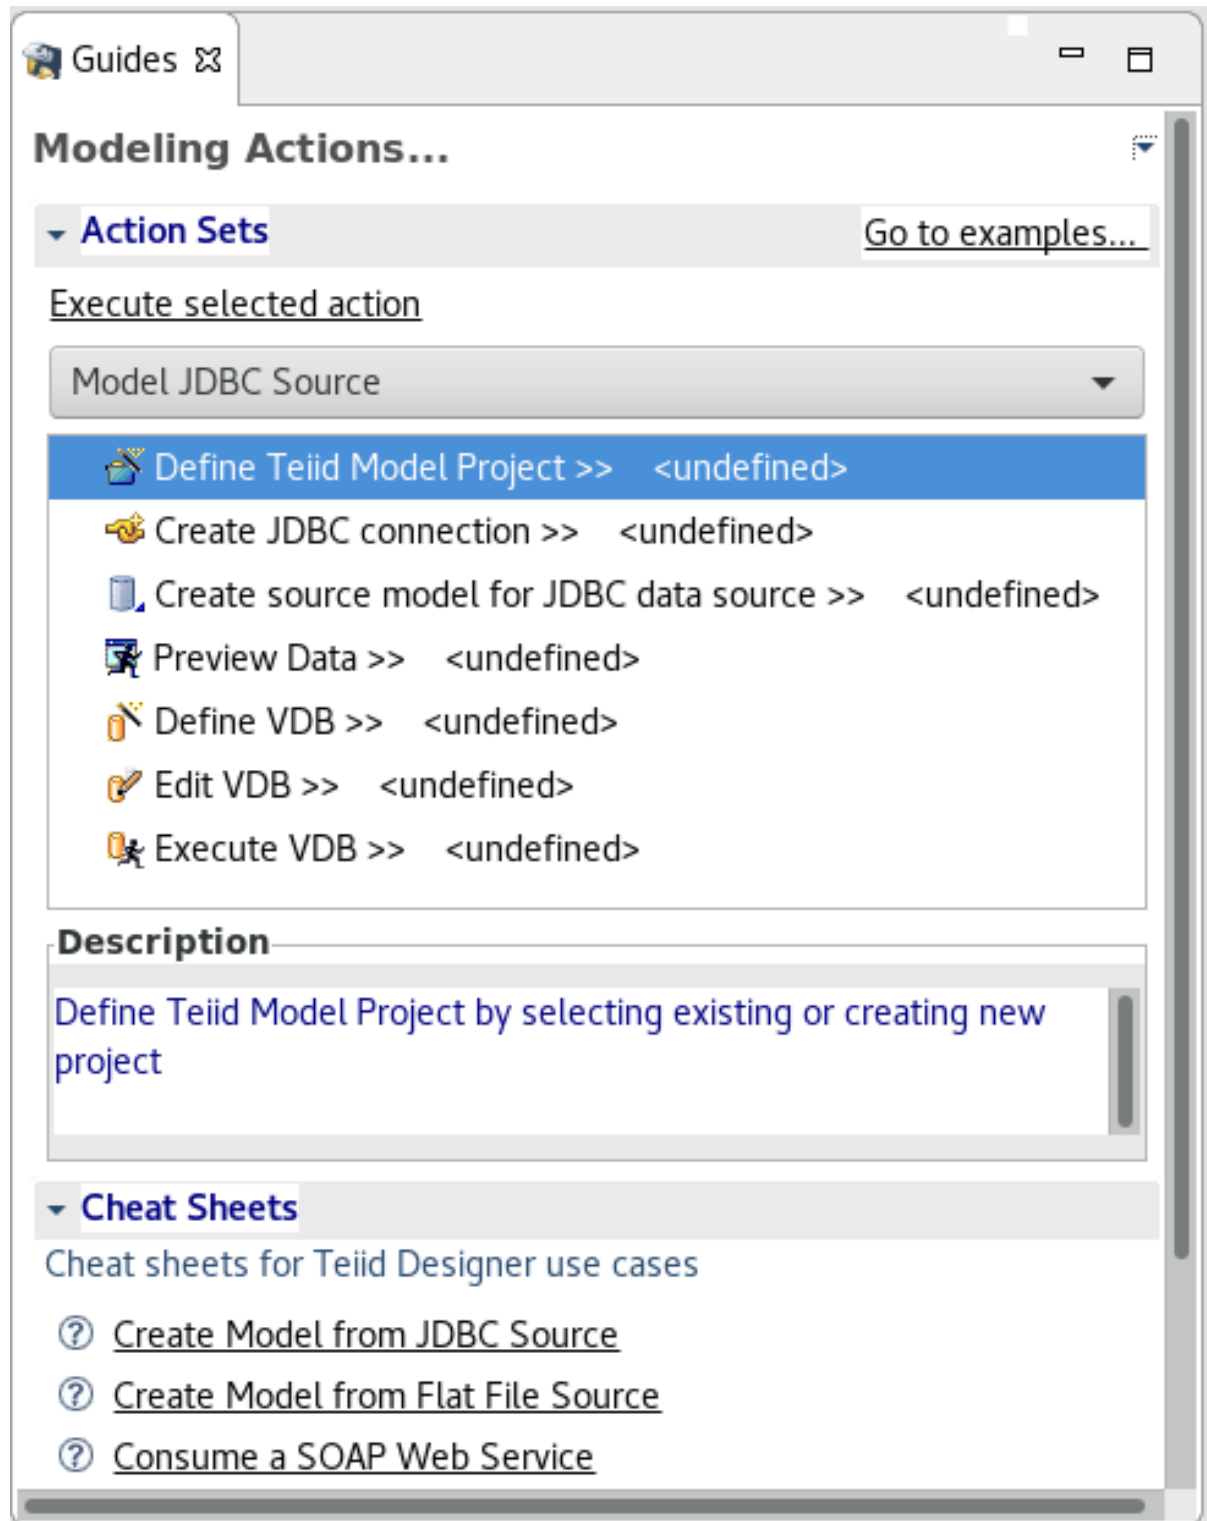 Guides
Modeling Actions...
Action Sets
Go to examples...
Execute selected action
Model JDBC Source
Define Teiid Model Project >> <undefined>
Create JDBC connection >> <undefined>
Create source model for JDBC data source >> <undefined>
Preview Data >> <undefined>
Define VDB >> <undefined>
Edit VDB >> <undefined>
Execute VDB >> <undefined>
Description
Define Teiid Model Project by selecting existing or creating new
project
Cheat Sheets
Cheat sheets for Teiid Designer use cases
Create Model from JDBC Source
Create Model from Flat File Source
Consume a SOAP Web Service